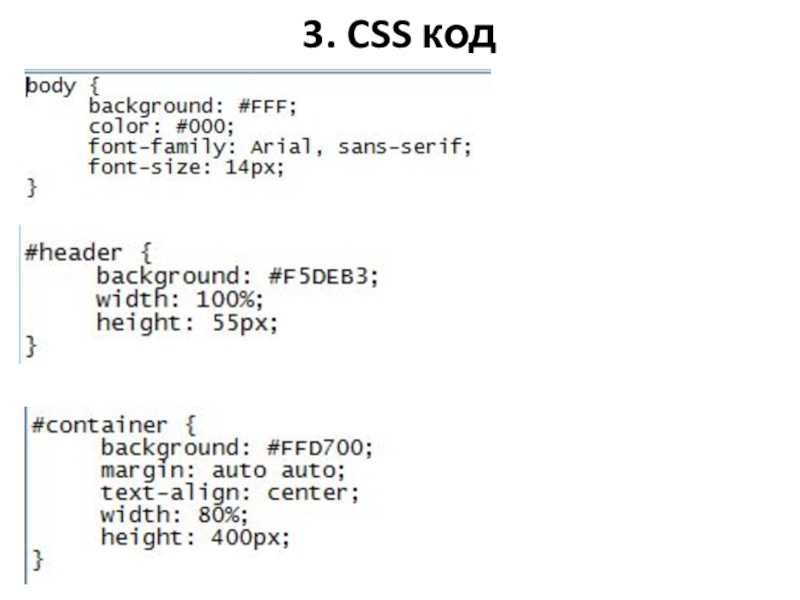 3. CSS код
body {
background: #FFF;
color: #000;
font-family: Arial, sans-serif;
font-size: 14px;
}
#header {
background: #F5DEB3;
width: 100%;
height: 55px;
}
#container {
background: #FFD700;
margin: auto auto;
text-align: center;
width: 80%;
height: 400px;
}